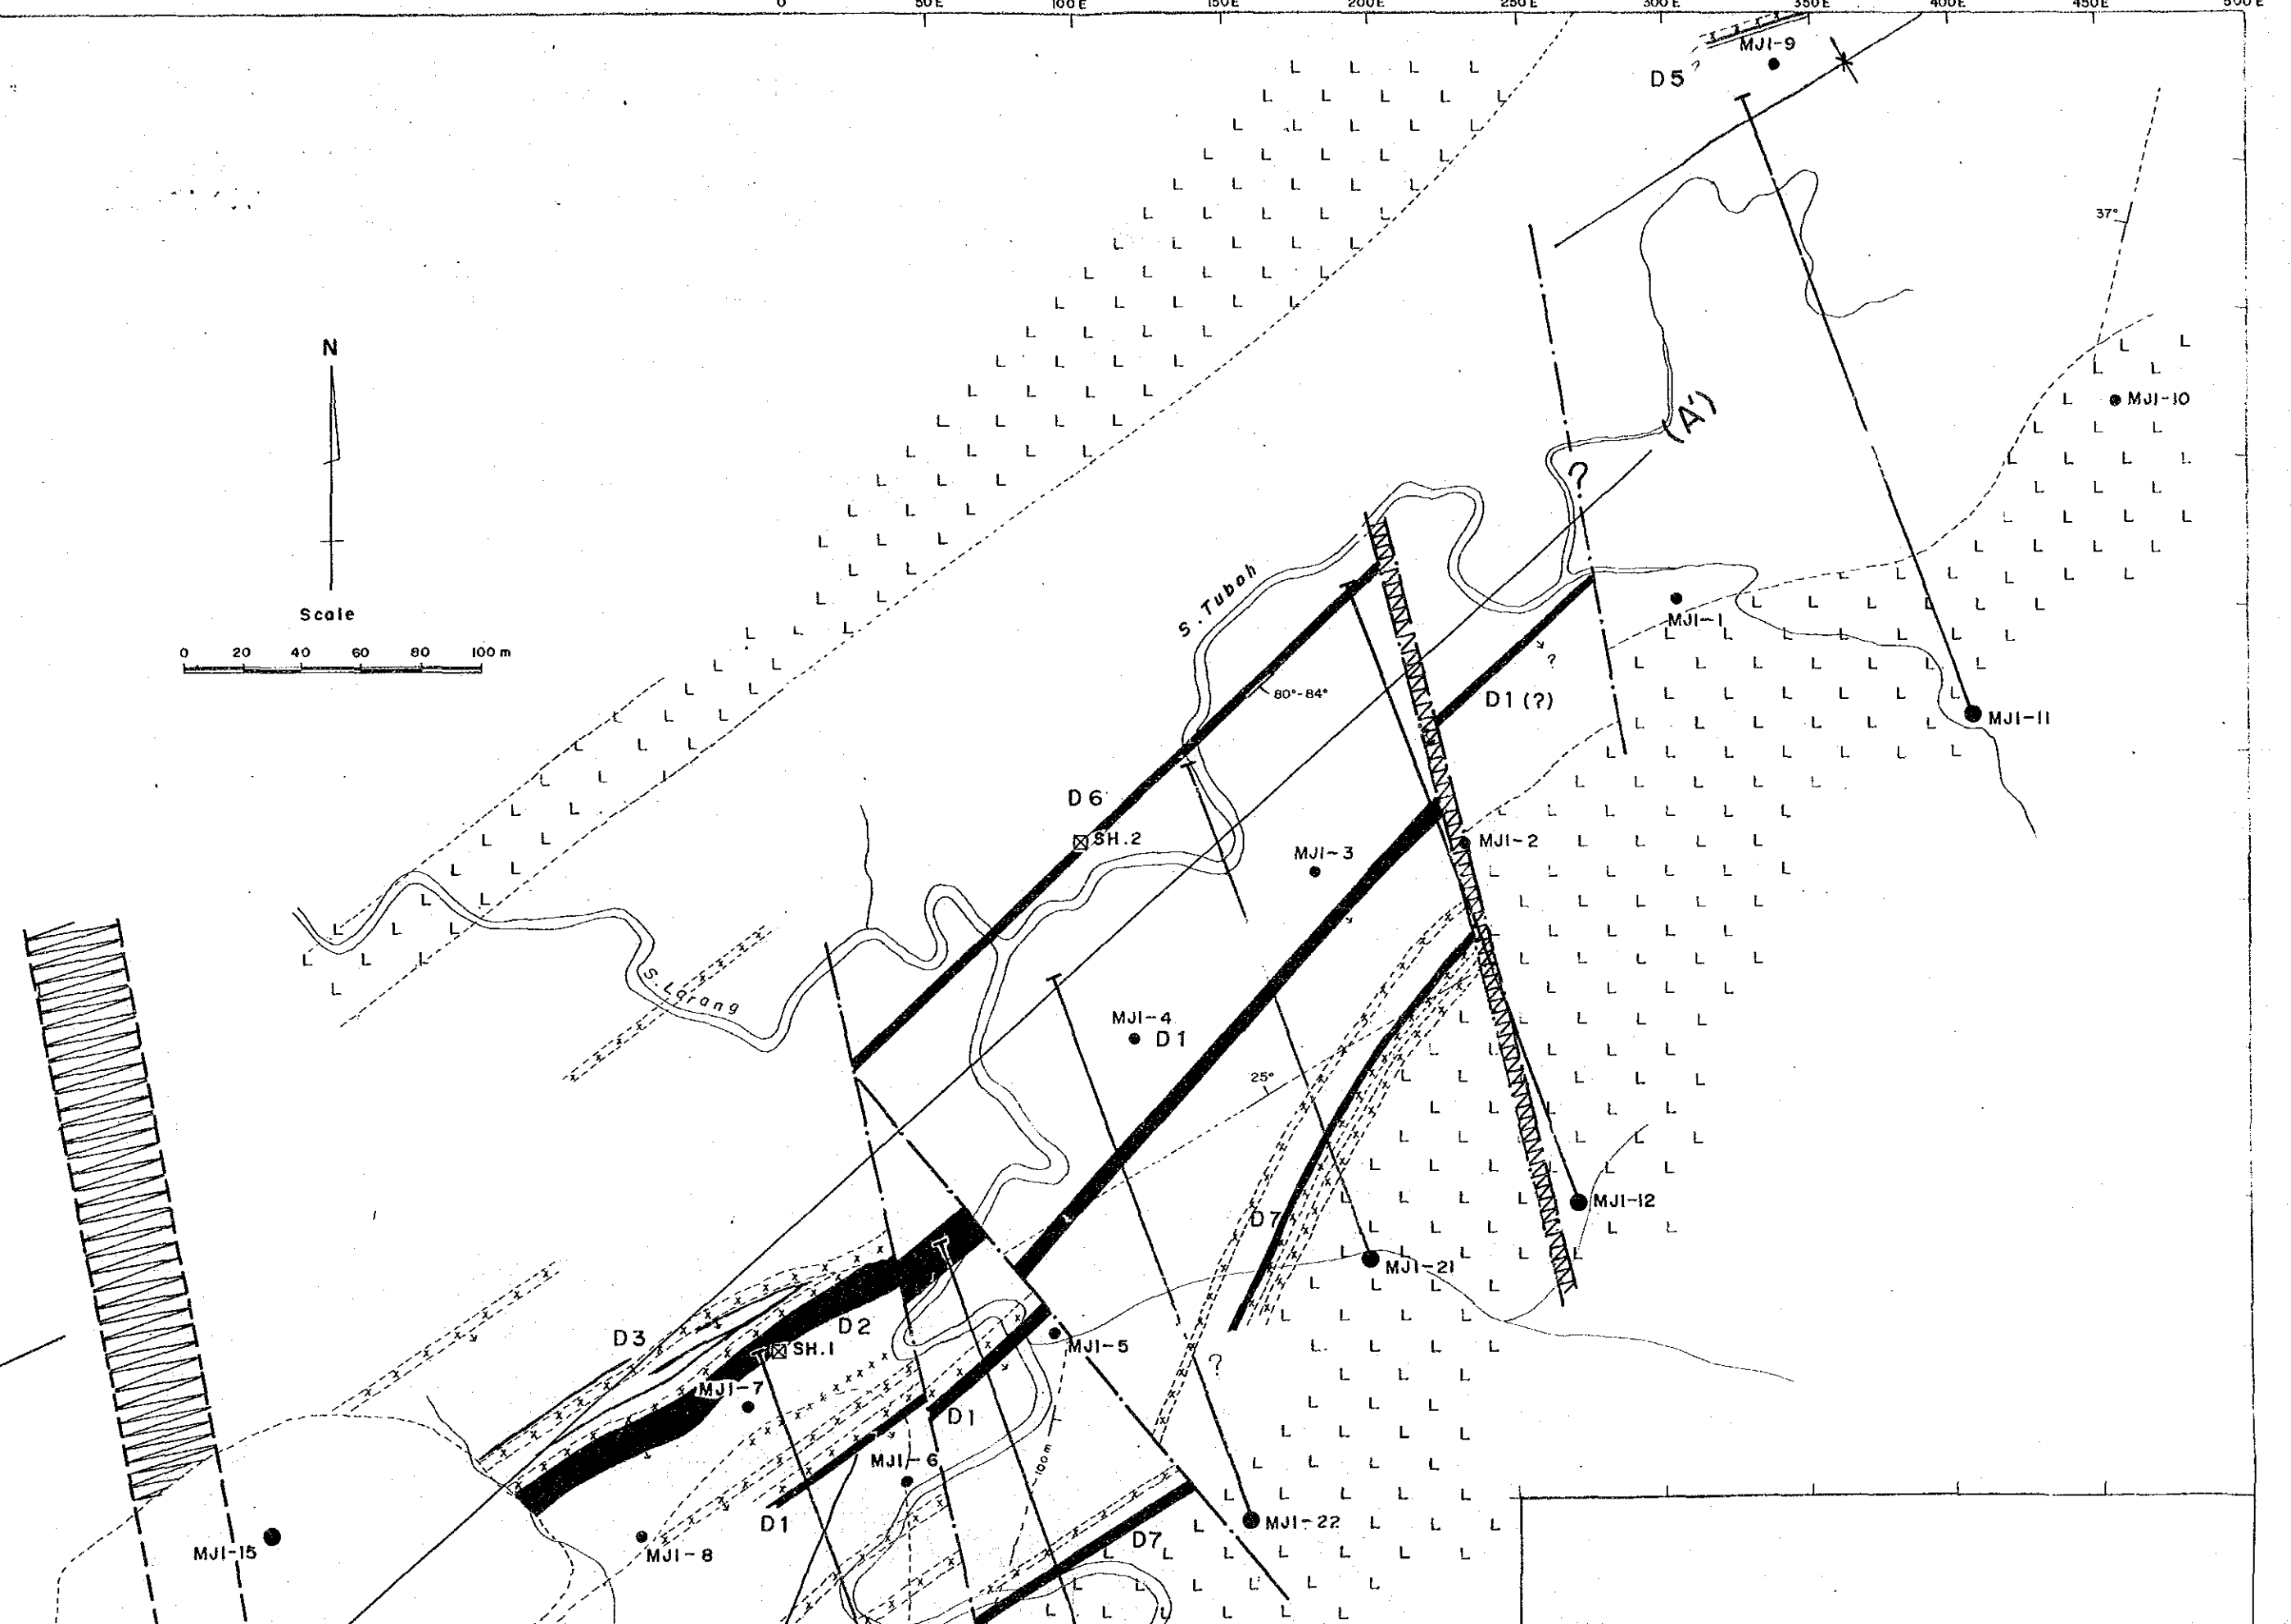 0 50E 100E 150E 200E 250E 300E 350E 400E 450E 500E
MJI-9
D5 ?
37°
N
MJI-10
(A')
?
Scale
0 20 40 60 80 100 m
S. Tuboh
MJI-1
?
80°-84°
D1 (?)
MJI-11
D6
SH.2
MJI-2
MJI-3
S. Larang
MJI-4
D1
25°
MJI-12
D7
MJI-21
D3
D2
SH.1
MJI-5
?
MJI-7
D1
MJI-6
-100m
D1
MJI-22
D7
MJI-15
MJI-8